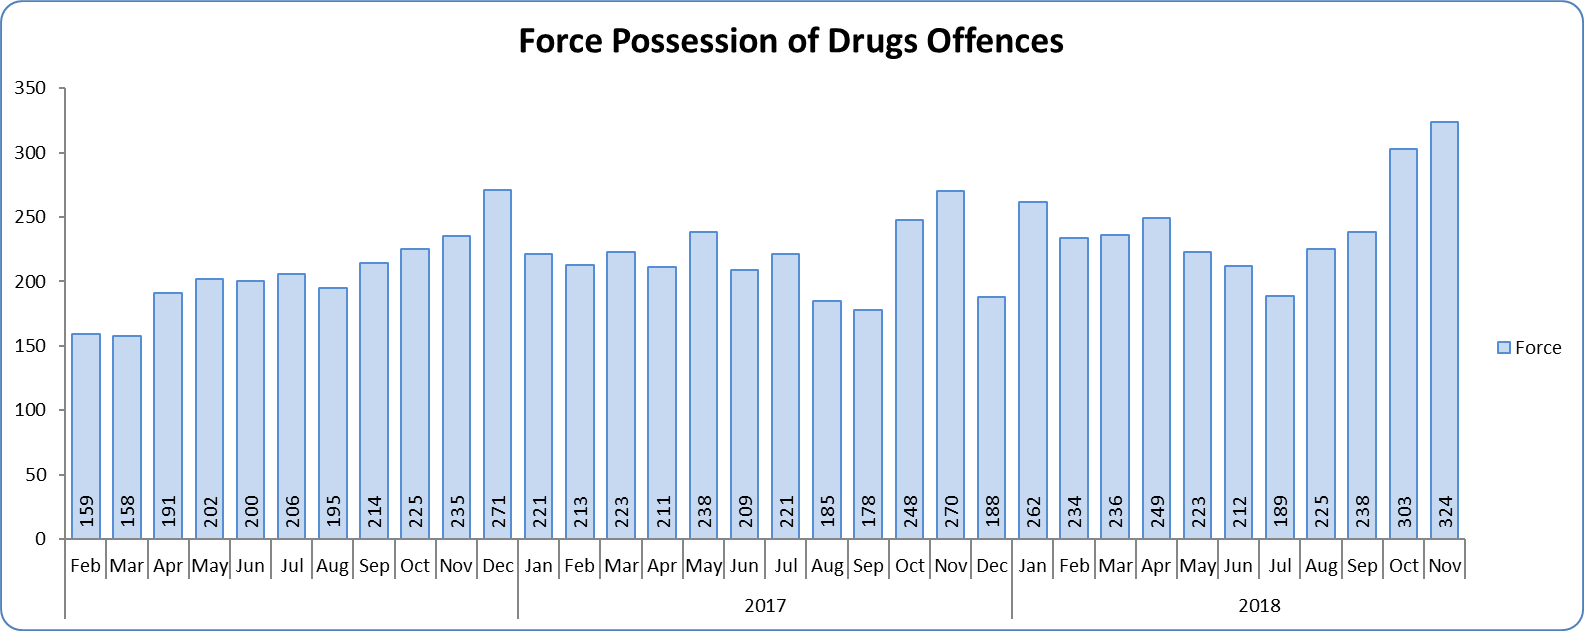 Force Possession of Drugs Offences
350
300
250
200
150
100
50
0
159 158 191 202 200 206 195 214 225 235 271 221 213 223 211 238 209 221 185 178 248 270 188 262 234 236 249 223 212 189 225 238 303 324
Feb Mar Apr May Jun Jul Aug Sep Oct Nov Dec Jan Feb Mar Apr May Jun Jul Aug Sep Oct Nov Dec Jan Feb Mar Apr May Jun Jul Aug Sep Oct Nov
2017 2018
Force